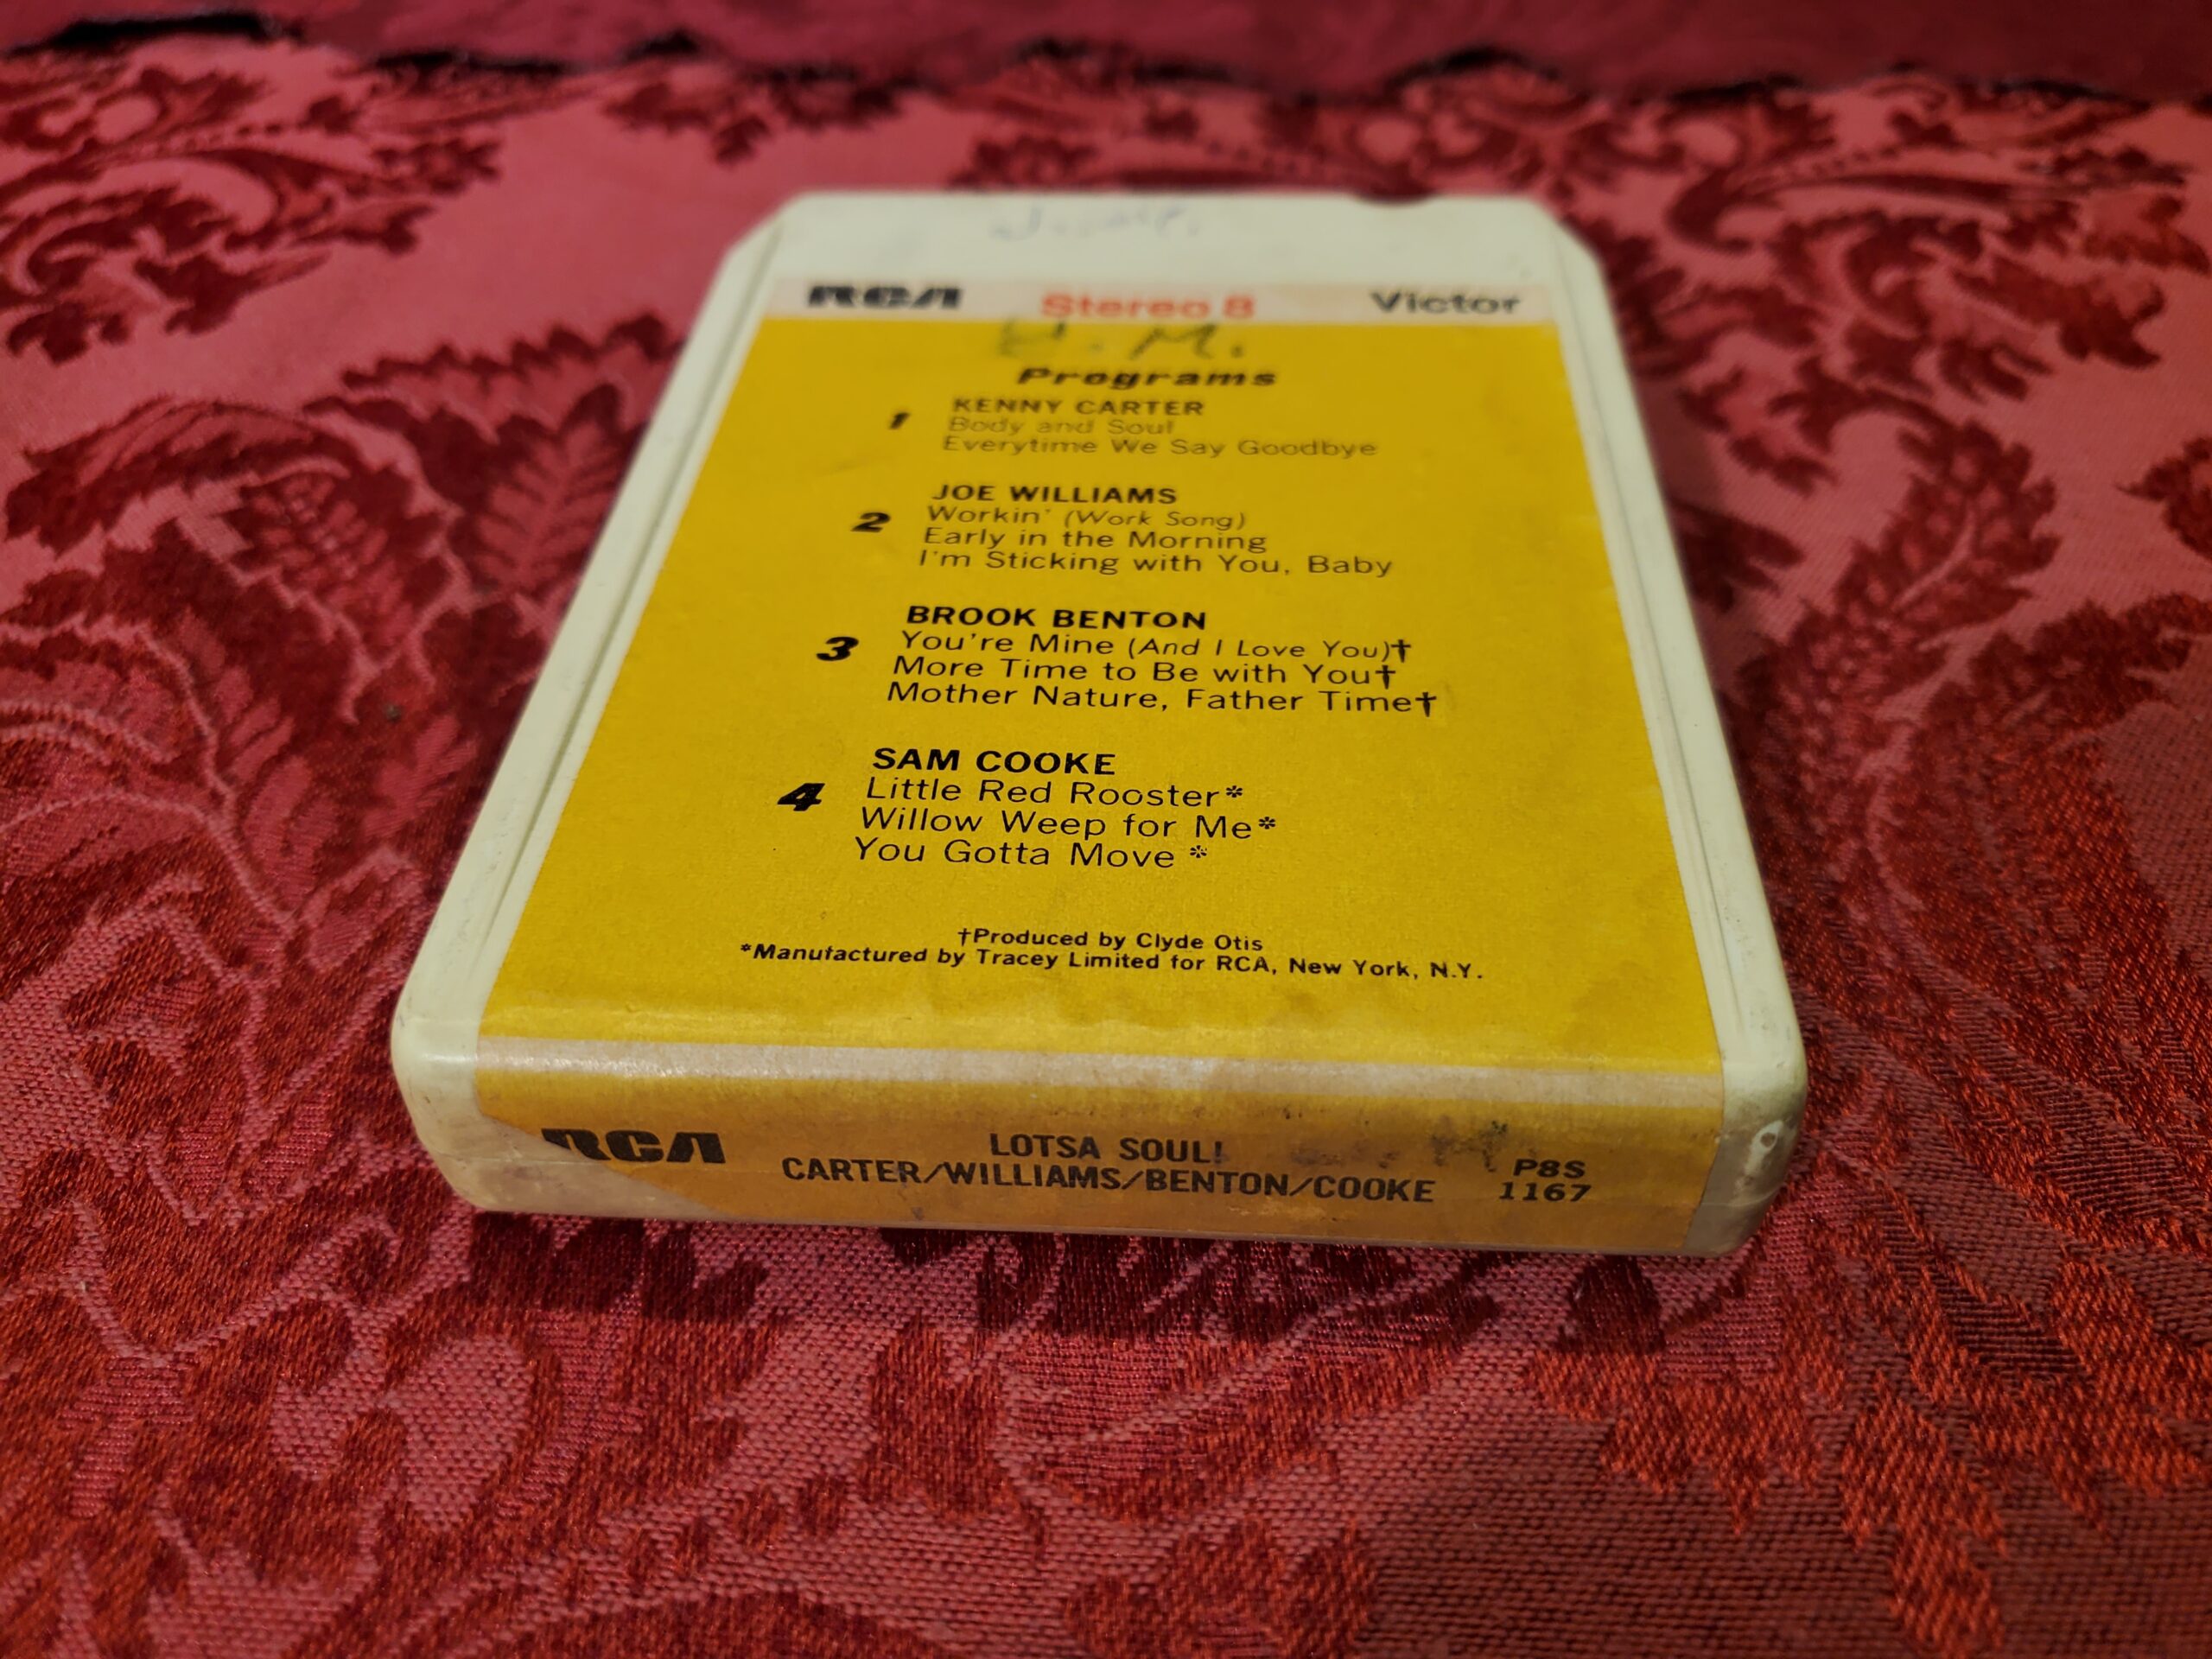 RCA Stereo 8 Victor
H. M.
Programs
1
KENNY CARTER
Body and Soul
Everytime We Say Goodbye
2
JOE WILLIAMS
Workin' (Work Song)
Early in the Morning
I'm Sticking with You, Baby
3
BROOK BENTON
You're Mine (And I Love You)†
More Time to Be with You†
Mother Nature, Father Time†
4
SAM COOKE
Little Red Rooster*
Willow Weep for Me*
You Gotta Move *
†Produced by Clyde Otis
*Manufactured by Tracey Limited for RCA, New York, N.Y.
RCA
LOTSA SOUL!
CARTER/WILLIAMS/BENTON/COOKE
P8S
1167